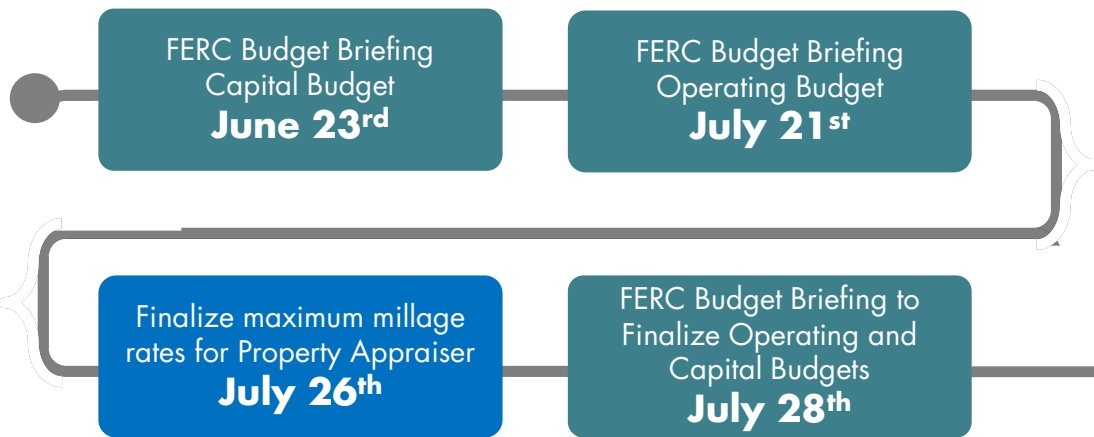 FERC Budget Briefing
Capital Budget
June 23rd
FERC Budget Briefing
Operating Budget
July 21st
Finalize maximum millage
rates for Property Appraiser
July 26th
FERC Budget Briefing to
Finalize Operating and
Capital Budgets
July 28th